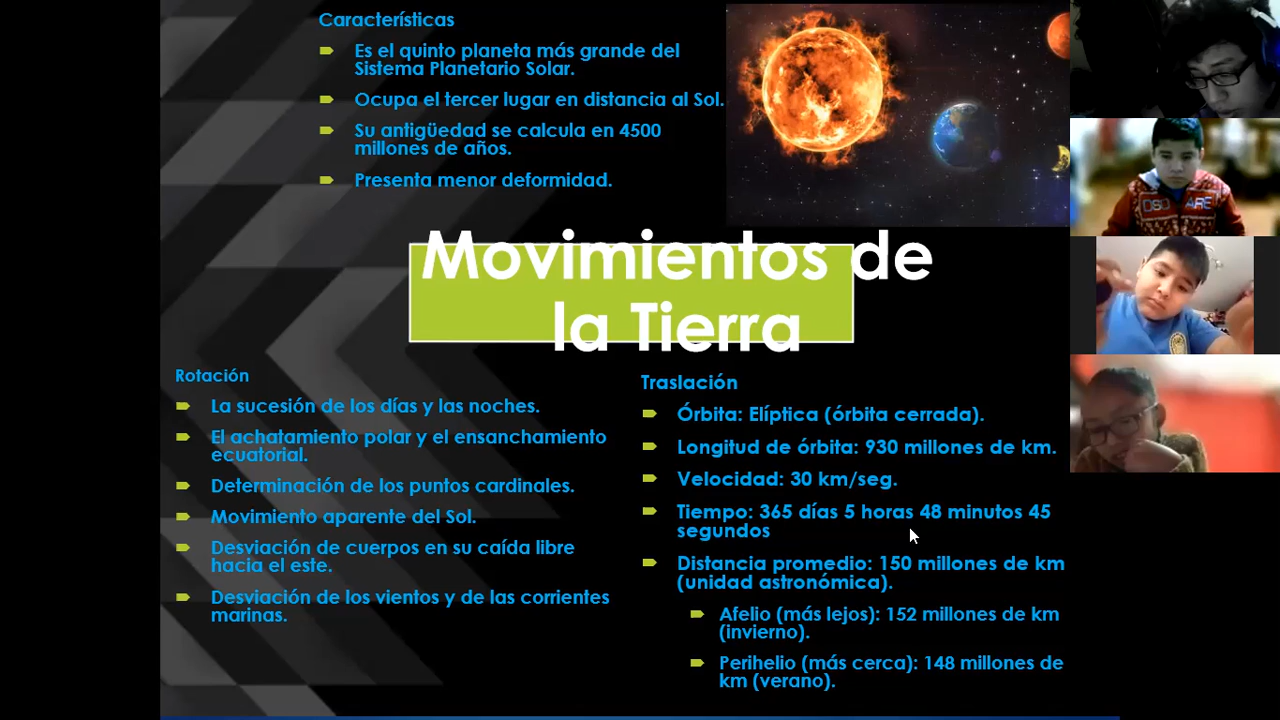 Características
Es el quinto planeta más grande del
Sistema Planetario Solar.
Ocupa el tercer lugar en distancia al Sol.
Su antigüedad se calcula en 4500
millones de años.
Presenta menor deformidad.
Movimientos de
la Tierra
Rotación
La sucesión de los días y las noches.
El achatamiento polar y el ensanchamiento
ecuatorial.
Determinación de los puntos cardinales.
Movimiento aparente del Sol.
Desviación de cuerpos en su caída libre
hacia el este.
Desviación de los vientos y de las corrientes
marinas.
Traslación
Órbita: Elíptica (órbita cerrada).
Longitud de órbita: 930 millones de km.
Velocidad: 30 km/seg.
Tiempo: 365 días 5 horas 48 minutos 45
segundos
Distancia promedio: 150 millones de km
(unidad astronómica).
Afelio (más lejos): 152 millones de km
(invierno).
Perihelio (más cerca): 148 millones de
km (verano).